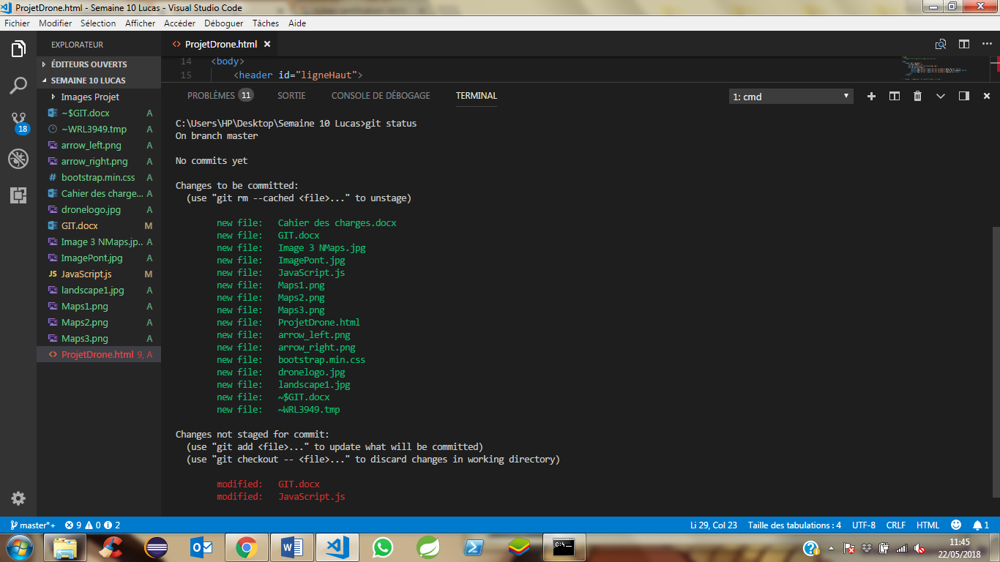 ProjetDrone.html - Semaine 10 Lucas - Visual Studio Code
Fichier Modifier Sélection Afficher Accéder Déboguer Tâches Aide
EXPLORATEUR
ÉDITEURS OUVERTS
SEMAINE 10 LUCAS
Images Projet
~$GIT.docx A
~WRL3949.tmp A
arrow_left.png A
arrow_right.png A
# bootstrap.min.css A
Cahier des charge... A
dronelogo.jpg A
GIT.docx M
Image 3 NMaps.jp... A
ImagePont.jpg A
JS JavaScript.js M
landscape1.jpg A
Maps1.png A
Maps2.png A
Maps3.png A
<> ProjetDrone.html 9, A
18
<> ProjetDrone.html ×
14 <body>
15 <header id="ligneHaut">
PROBLÈMES 11 SORTIE CONSOLE DE DÉBOGAGE TERMINAL
1: cmd
C:\Users\HP\Desktop\Semaine 10 Lucas>git status
On branch master
No commits yet
Changes to be committed:
(use "git rm --cached <file>..." to unstage)
new file: Cahier des charges.docx
new file: GIT.docx
new file: Image 3 NMaps.jpg
new file: ImagePont.jpg
new file: JavaScript.js
new file: Maps1.png
new file: Maps2.png
new file: Maps3.png
new file: ProjetDrone.html
new file: arrow_left.png
new file: arrow_right.png
new file: bootstrap.min.css
new file: dronelogo.jpg
new file: landscape1.jpg
new file: ~$GIT.docx
new file: ~WRL3949.tmp
Changes not staged for commit:
(use "git add <file>..." to update what will be committed)
(use "git checkout -- <file>..." to discard changes in working directory)
modified: GIT.docx
modified: JavaScript.js
master*+ 9 0 2
Li 29, Col 23 Taille des tabulations : 4 UTF-8 CRLF HTML 1
11:45
22/05/2018